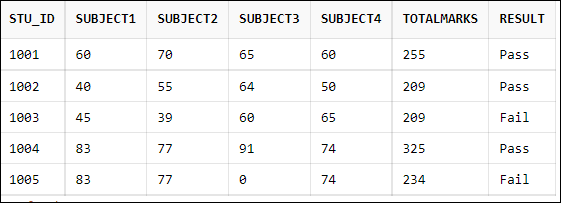 STU_ID SUBJECT1 SUBJECT2 SUBJECT3 SUBJECT4 TOTALMARKS RESULT
1001 60 70 65 60 255 Pass
1002 40 55 64 50 209 Pass
1003 45 39 60 65 209 Fail
1004 83 77 91 74 325 Pass
1005 83 77 0 74 234 Fail